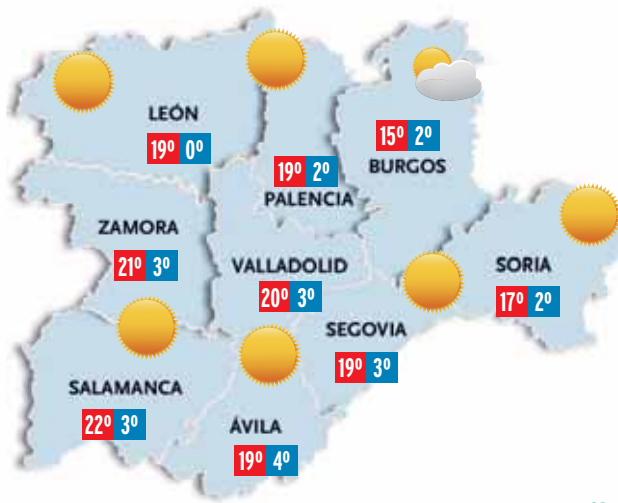 LEÓN
19º 0º
15º 2º
BURGOS
19º 2º
PALENCIA
ZAMORA
21º 3º
VALLADOLID
20º 3º
SORIA
17º 2º
SEGOVIA
19º 3º
SALAMANCA
22º 3º
ÁVILA
19º 4º